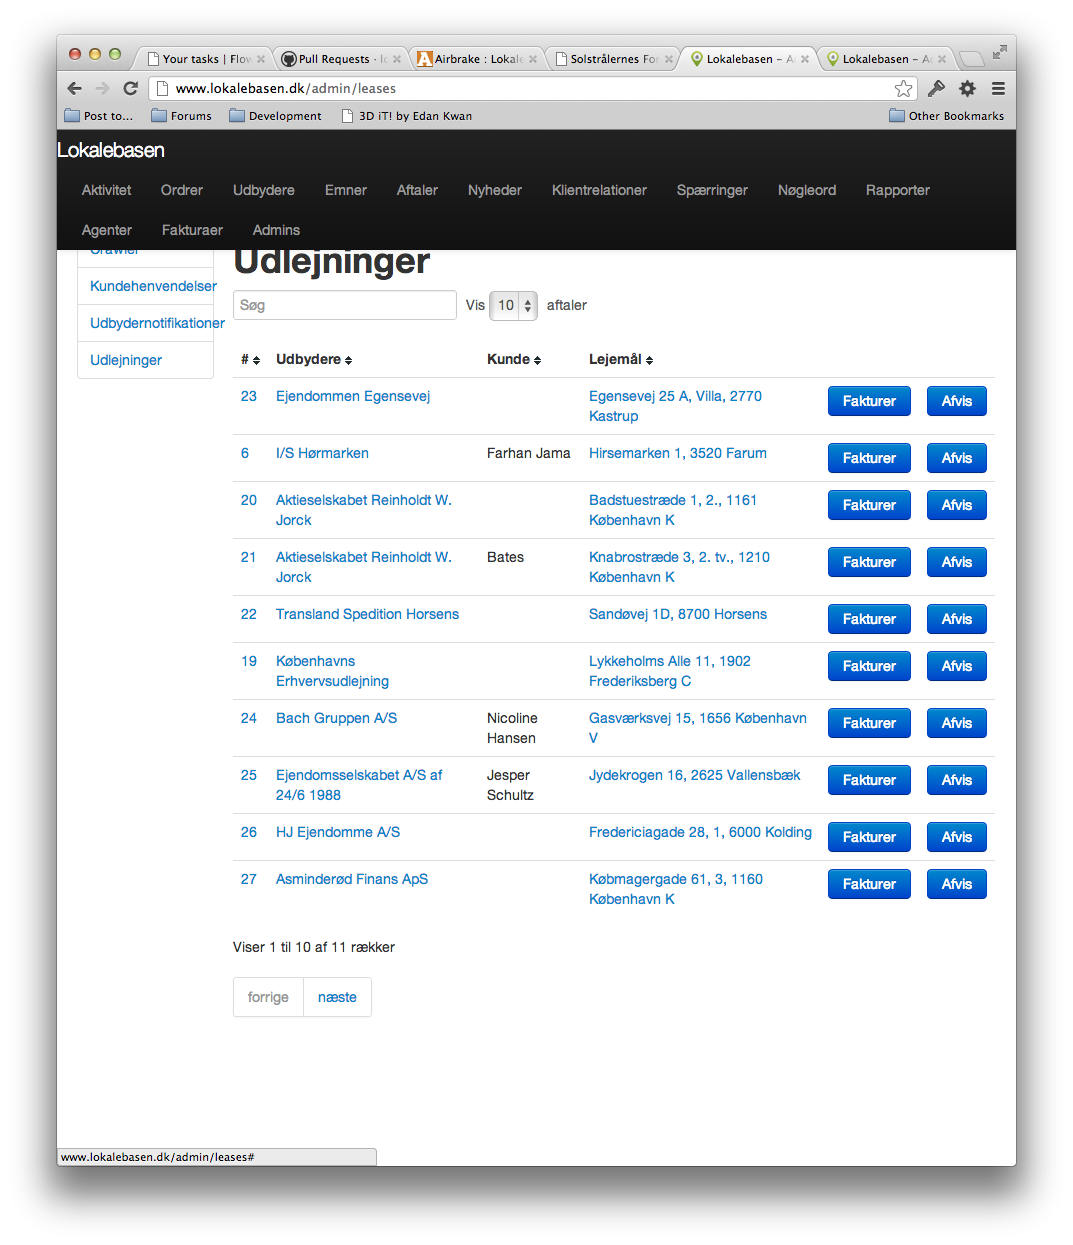 Your tasks | Flow
Pull Requests · lo
Airbrake : Lokale
Solstrålernes For
Lokalebasen – Ad
Lokalebasen – Ad
www.lokalebasen.dk/admin/leases
Post to...
Forums
Development
3D iT! by Edan Kwan
Other Bookmarks
Lokalebasen
Aktivitet Ordrer Udbydere Emner Aftaler Nyheder Klientrelationer Spærringer Nøgleord Rapporter
Agenter Fakturaer Admins
Crawler
Kundehenvendelser
Udbydernotifikationer
Udlejninger
Udlejninger
Søg Vis 10 aftaler
# Udbydere Kunde Lejemål
23 Ejendommen Egensevej Egensevej 25 A, Villa, 2770 Fakturer Afvis
Kastrup
6 I/S Hørmarken Farhan Jama Hirsemarken 1, 3520 Farum Fakturer Afvis
20 Aktieselskabet Reinholdt W. Badstuestræde 1, 2., 1161 Fakturer Afvis
Jorck København K
21 Aktieselskabet Reinholdt W. Bates Knabrostræde 3, 2. tv., 1210 Fakturer Afvis
Jorck København K
22 Transland Spedition Horsens Sandøvej 1D, 8700 Horsens Fakturer Afvis
19 Københavns Lykkeholms Alle 11, 1902 Fakturer Afvis
Erhvervsudlejning Frederiksberg C
24 Bach Gruppen A/S Nicoline Gasværksvej 15, 1656 København Fakturer Afvis
Hansen V
25 Ejendomsselskabet A/S af Jesper Jydekrogen 16, 2625 Vallensbæk Fakturer Afvis
24/6 1988 Schultz
26 HJ Ejendomme A/S Fredericiagade 28, 1, 6000 Kolding Fakturer Afvis
27 Asminderød Finans ApS Købmagergade 61, 3, 1160 Fakturer Afvis
København K
Viser 1 til 10 af 11 rækker
forrige næste
www.lokalebasen.dk/admin/leases#